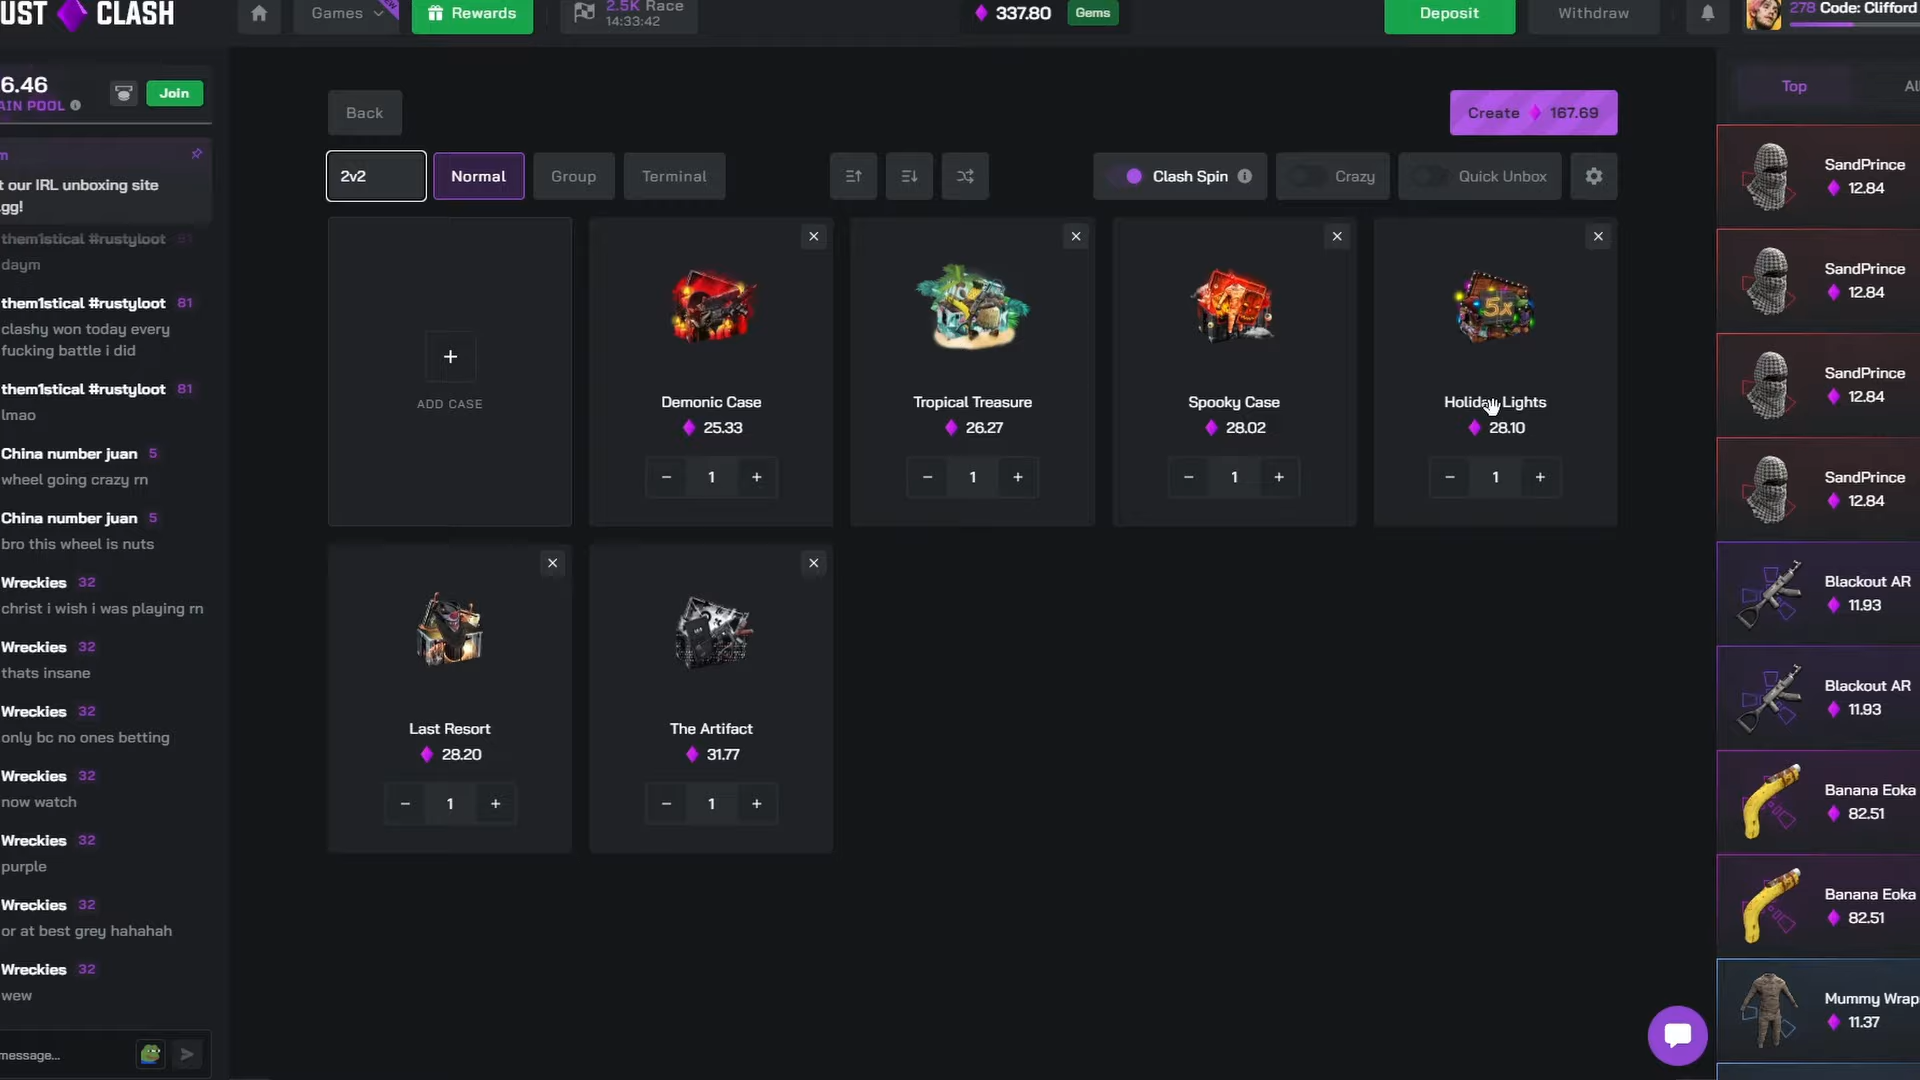 UST CLASH
Games
Rewards
2.5K Race
14:33:42
337.80
Gems
Deposit
Withdraw
278 Code: Clifford
6.46
AIN POOL
Join
m
t our IRL unboxing site
.gg!
them1stical #rustyloot 81
daym
them1stical #rustyloot 81
clashy won today every
fucking battle i did
them1stical #rustyloot 81
lmao
China number juan 5
wheel going crazy rn
China number juan 5
bro this wheel is nuts
Wreckies 32
christ i wish i was playing rn
Wreckies 32
thats insane
Wreckies 32
only bc no ones betting
Wreckies 32
now watch
Wreckies 32
purple
Wreckies 32
or at best grey hahahah
Wreckies 32
wew
message...
Back
Create 167.69
2v2
Normal
Group
Terminal
Clash Spin
Crazy
Quick Unbox
ADD CASE
Demonic Case
25.33
1
Tropical Treasure
26.27
1
Spooky Case
28.02
1
5x
Holiday Lights
28.10
1
Last Resort
28.20
1
The Artifact
31.77
1
Top
All
SandPrince
12.84
SandPrince
12.84
SandPrince
12.84
SandPrince
12.84
Blackout AR
11.93
Blackout AR
11.93
Banana Eoka
82.51
Banana Eoka
82.51
Mummy Wraps
11.37